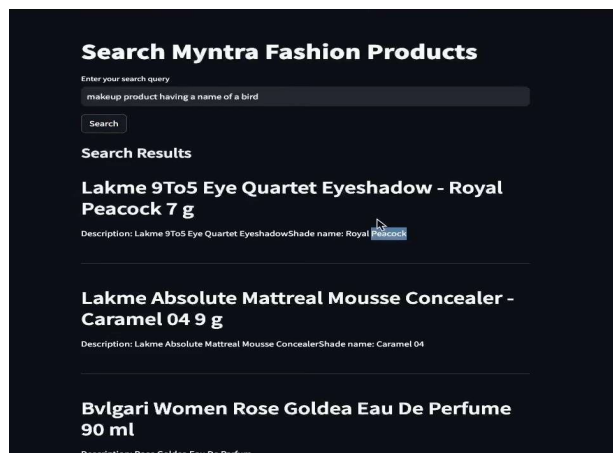 Search Myntra Fashion Products
Enter your search query
makeup product having a name of a bird
Search
Search Results
Lakme 9To5 Eye Quartet Eyeshadow - Royal
Peacock 7 g
Description: Lakme 9To5 Eye Quartet EyeshadowShade name: Royal Peacock
Lakme Absolute Mattreal Mousse Concealer -
Caramel 04 9 g
Description: Lakme Absolute Mattreal Mousse ConcealerShade name: Caramel 04
Bvlgari Women Rose Goldea Eau De Perfume
90 ml